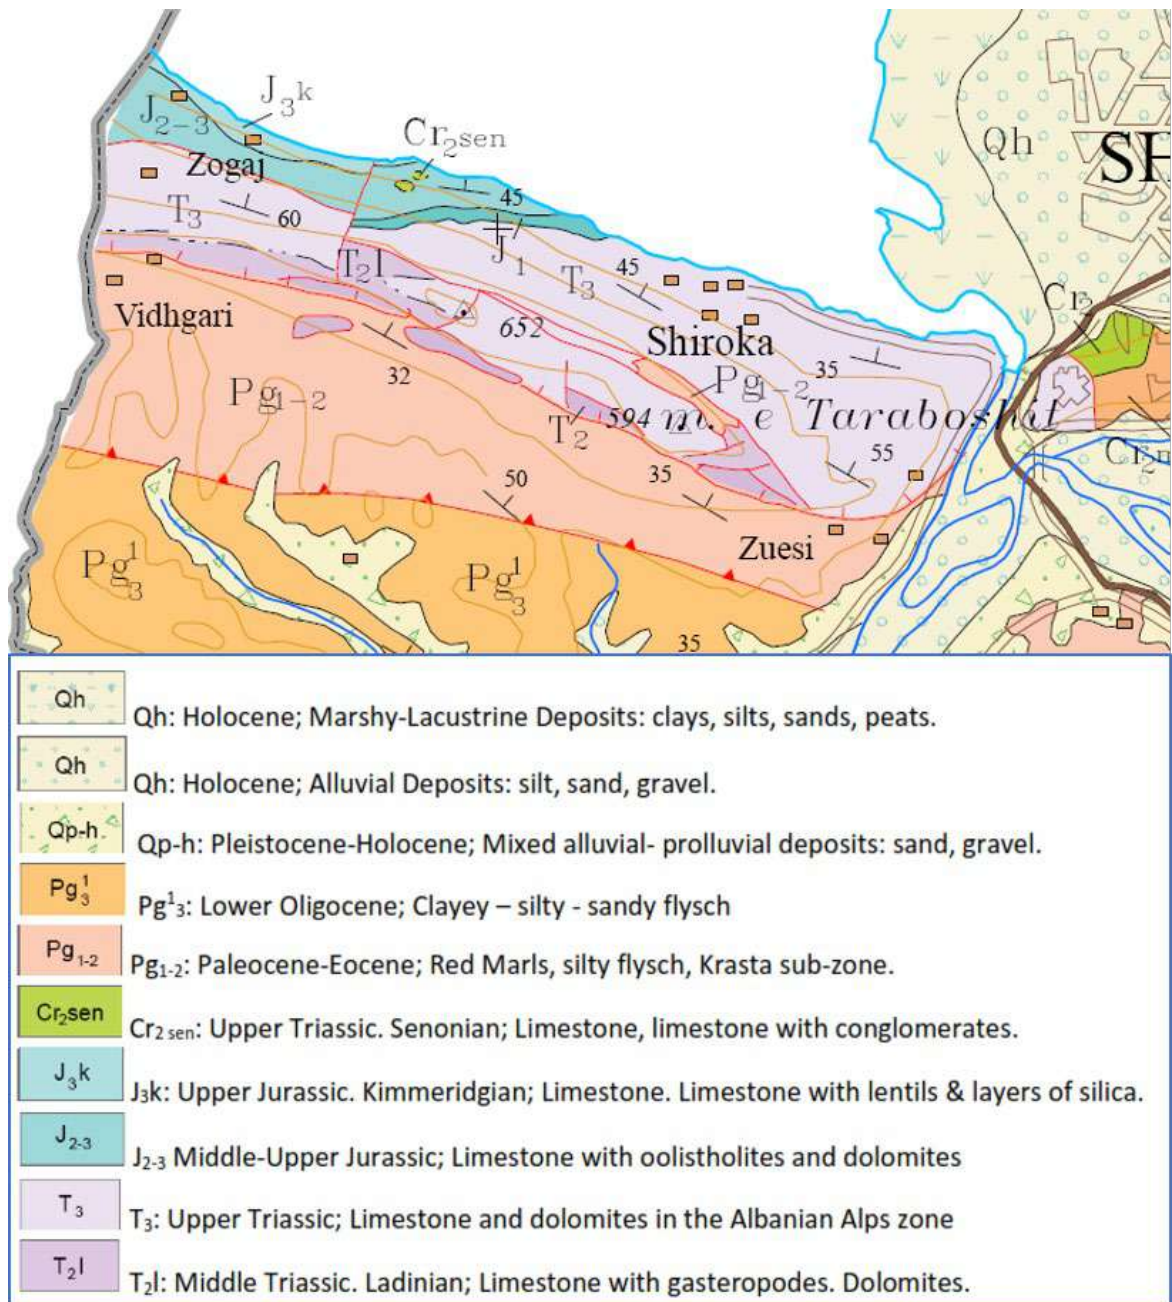 J₃k
J₂₋₃
Cr₂sen
Qh
SH
Zogaj
45
T₃
60
J₁
T₂l
45
T₃
Cr₂
Vidhgari
652
Shiroka
35
32
Pg₁₋₂
Pg₁₋₂
T₂
594 m. e Taraboshit
55
Cr₂m
50
35
Zuesi
Pg₃¹
Pg₃¹
35
Qh Qh: Holocene; Marshy-Lacustrine Deposits: clays, silts, sands, peats.
Qh Qh: Holocene; Alluvial Deposits: silt, sand, gravel.
Qp-h Qp-h: Pleistocene-Holocene; Mixed alluvial- prolluvial deposits: sand, gravel.
Pg₃¹ Pg¹₃: Lower Oligocene; Clayey – silty - sandy flysch
Pg₁₋₂ Pg₁₋₂: Paleocene-Eocene; Red Marls, silty flysch, Krasta sub-zone.
Cr₂sen Cr₂ sen: Upper Triassic. Senonian; Limestone, limestone with conglomerates.
J₃k J₃k: Upper Jurassic. Kimmeridgian; Limestone. Limestone with lentils & layers of silica.
J₂₋₃ J₂₋₃ Middle-Upper Jurassic; Limestone with oolistholites and dolomites
T₃ T₃: Upper Triassic; Limestone and dolomites in the Albanian Alps zone
T₂l T₂l: Middle Triassic. Ladinian; Limestone with gasteropodes. Dolomites.